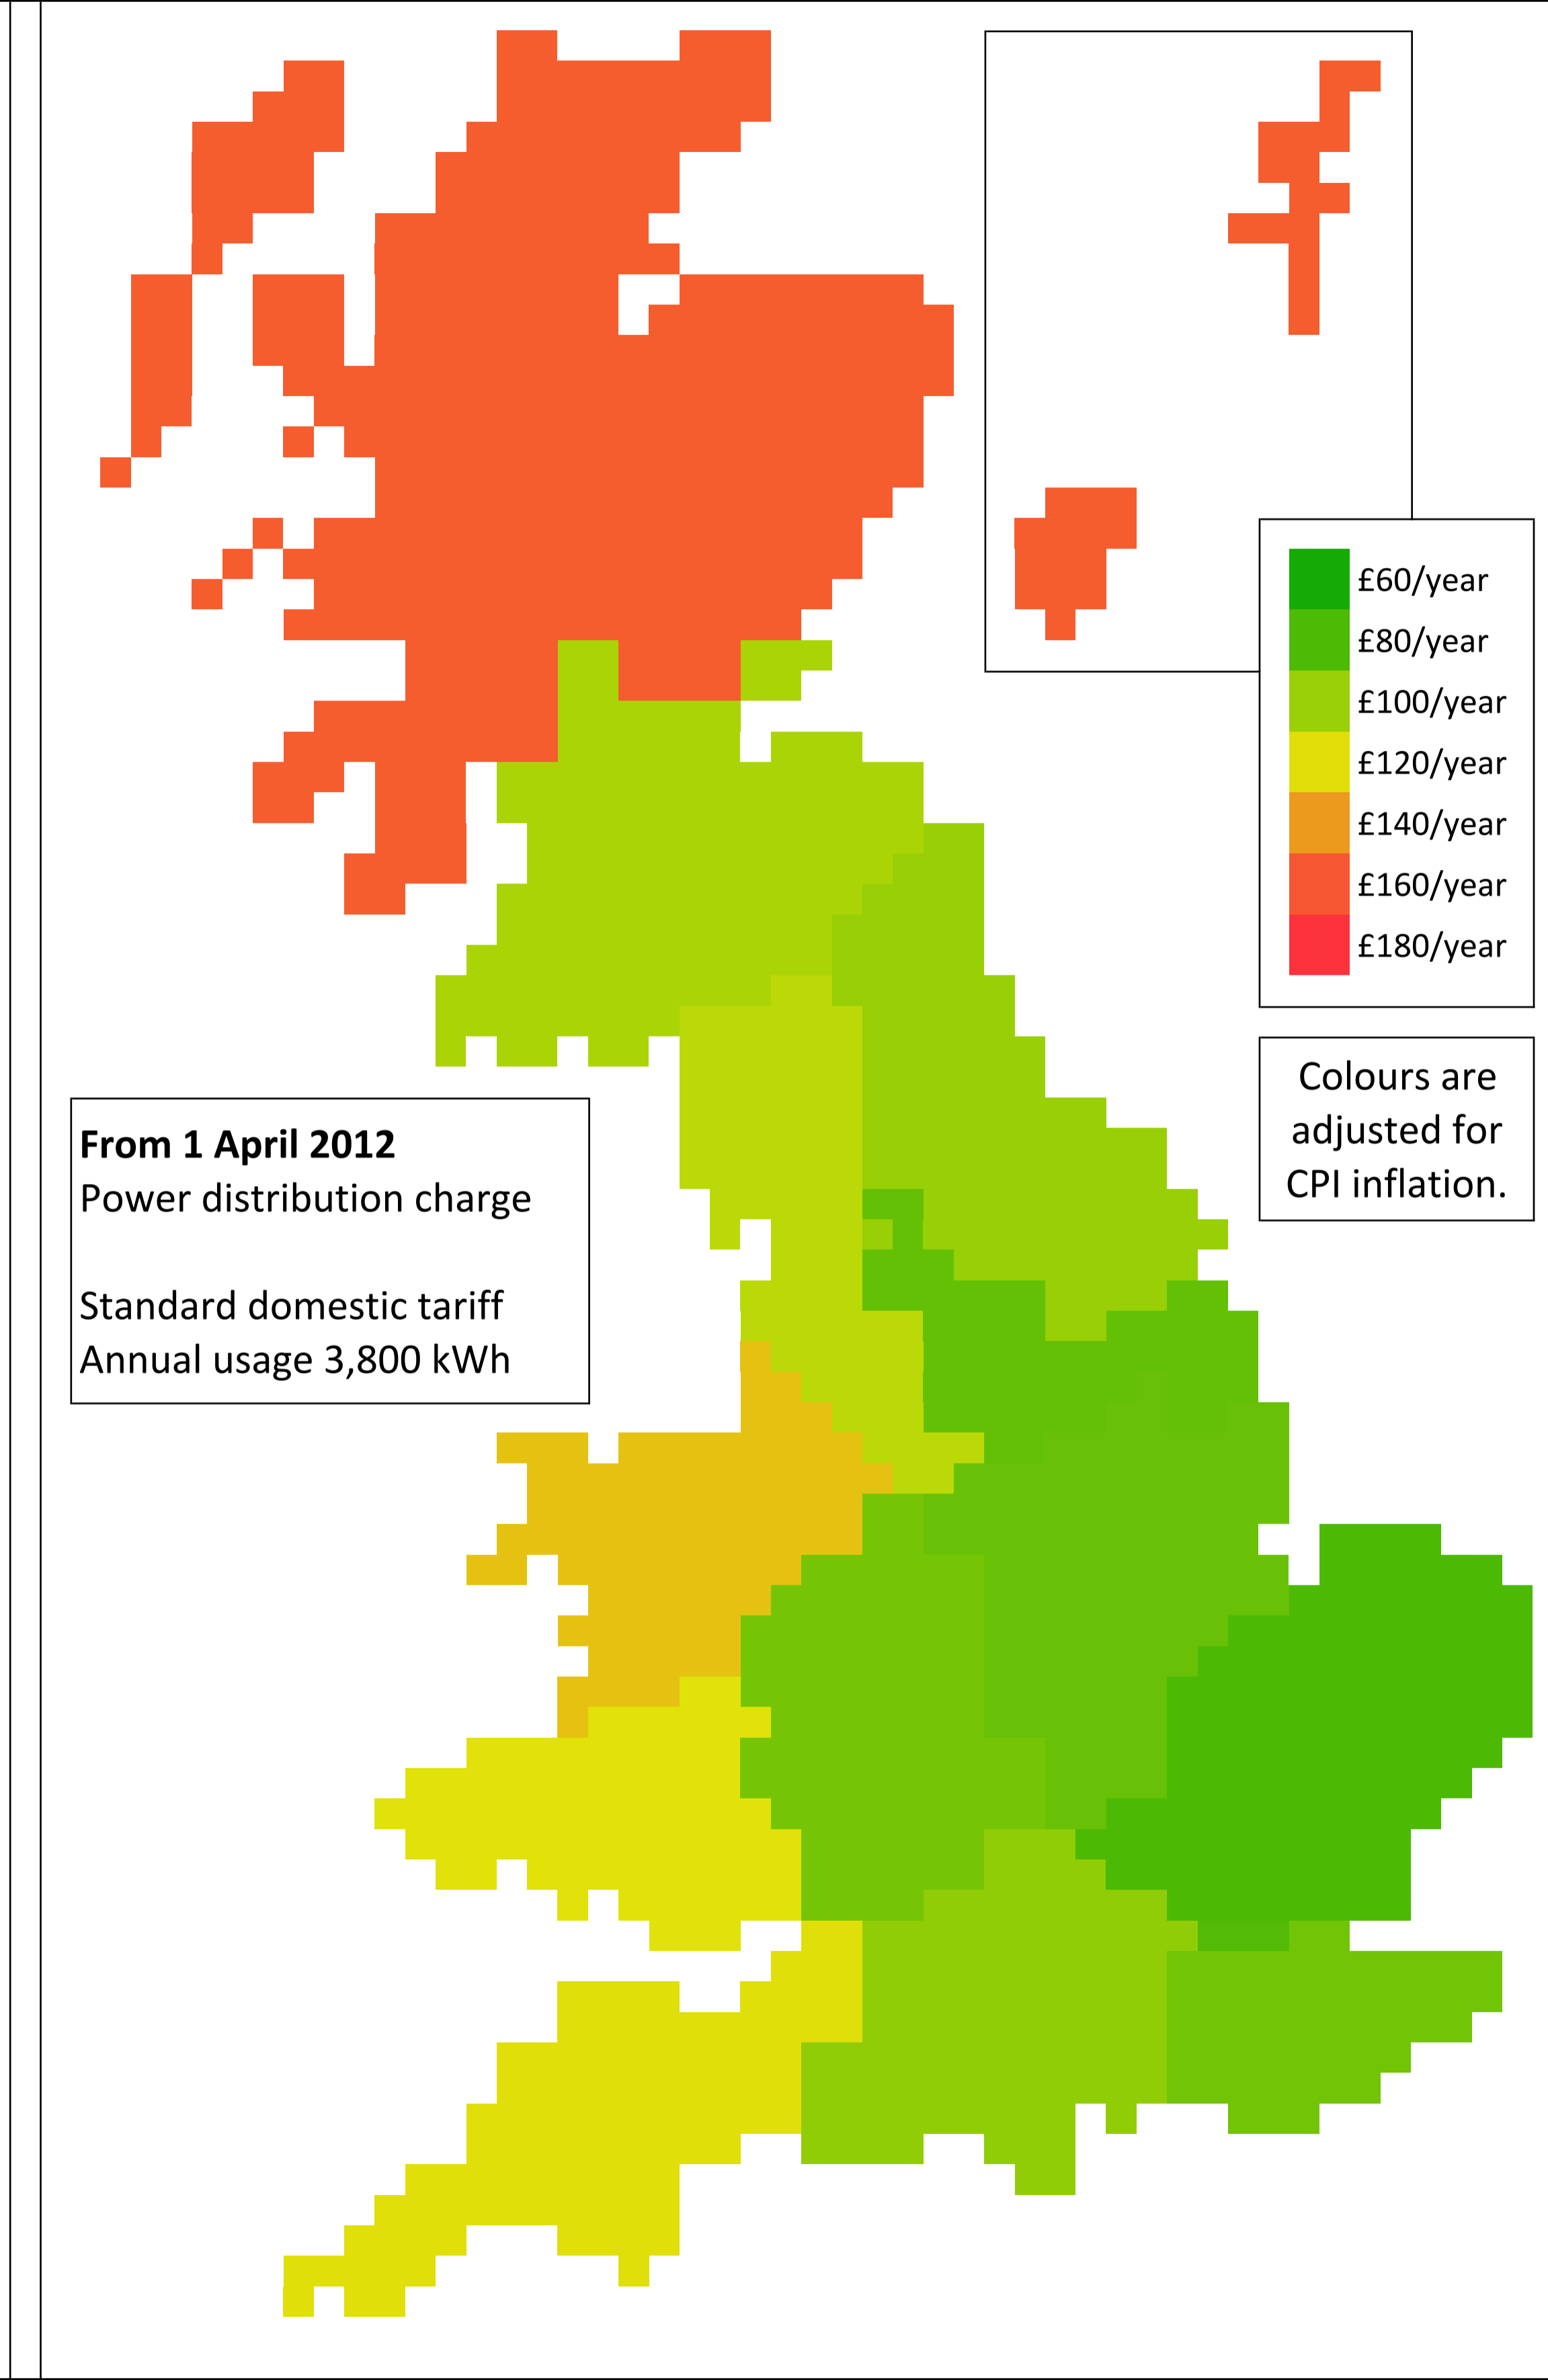 £60/year
£80/year
£100/year
£120/year
£140/year
£160/year
£180/year
Colours are
adjusted for
CPI inflation.
From 1 April 2012
Power distribution charge
Standard domestic tariff
Annual usage 3,800 kWh